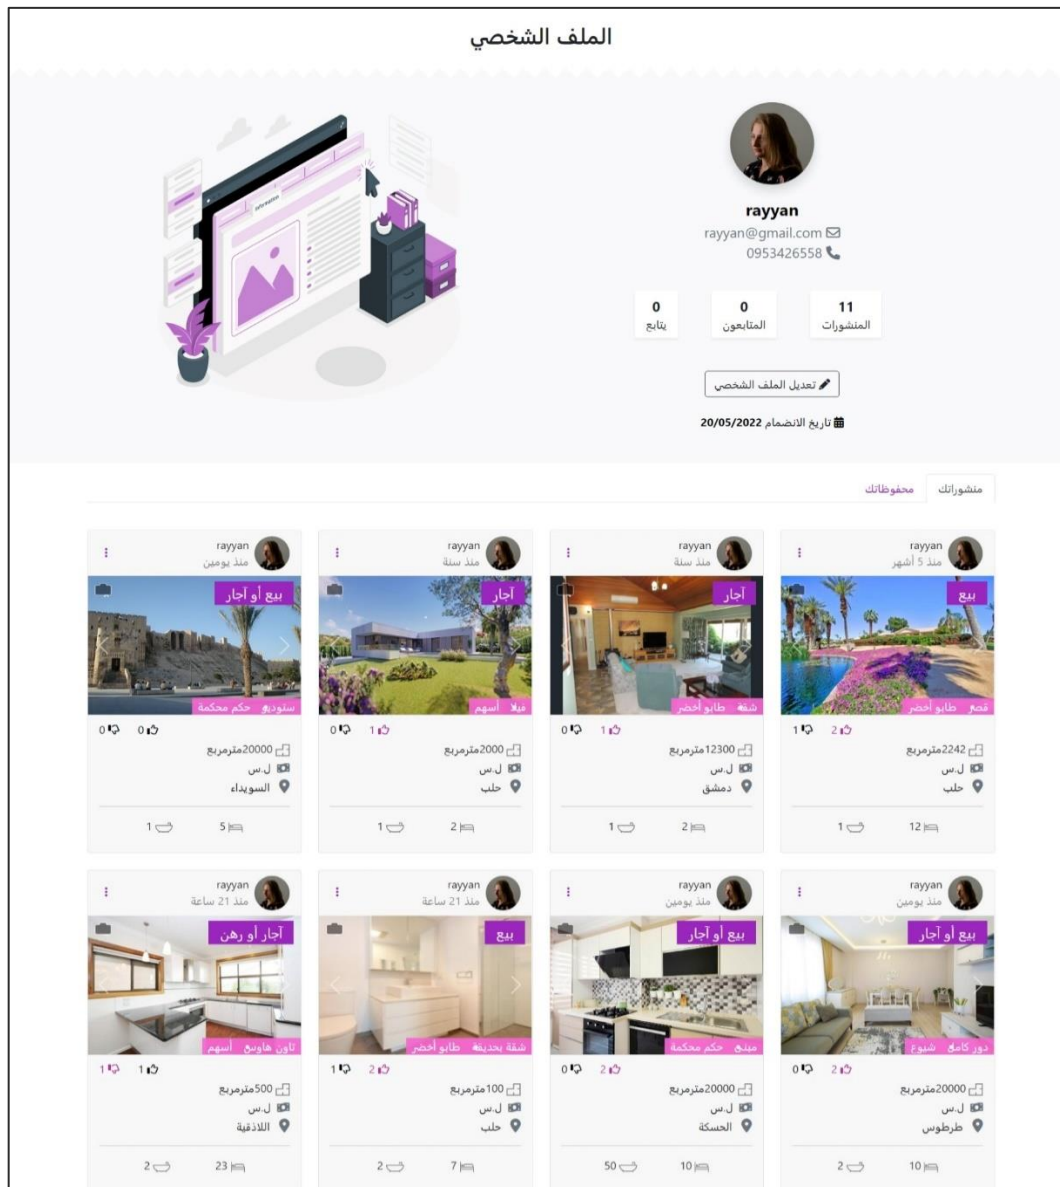 الملف الشخصي
Information
rayyan
rayyan@gmail.com
0953426558
11
المنشورات
0
المتابعون
0
يتابع
تعديل الملف الشخصي
تاريخ الانضمام 20/05/2022
منشوراتك
محفوظاتك
rayyan
منذ 5 أشهر
بيع
قصر طابو أخضر
2
1
2242مترمربع
ل.س
حلب
12
1
rayyan
منذ سنة
آجار
شقة طابو أخضر
1
0
12300مترمربع
ل.س
دمشق
2
1
rayyan
منذ سنة
آجار
فيلا أسهم
1
0
2000مترمربع
ل.س
حلب
2
1
rayyan
منذ يومين
بيع أو آجار
ستوديو حكم محكمة
0
0
20000مترمربع
ل.س
السويداء
5
1
rayyan
منذ يومين
بيع أو آجار
دور كامل شيوع
2
0
20000مترمربع
ل.س
طرطوس
10
2
rayyan
منذ يومين
بيع أو آجار
مبنى حكم محكمة
2
0
20000مترمربع
ل.س
الحسكة
10
50
rayyan
منذ 21 ساعة
بيع
شقة بحديقة طابو أخضر
2
1
100مترمربع
ل.س
حلب
7
2
rayyan
منذ 21 ساعة
آجار أو رهن
تاون هاوس أسهم
1
1
500مترمربع
ل.س
اللاذقية
23
2